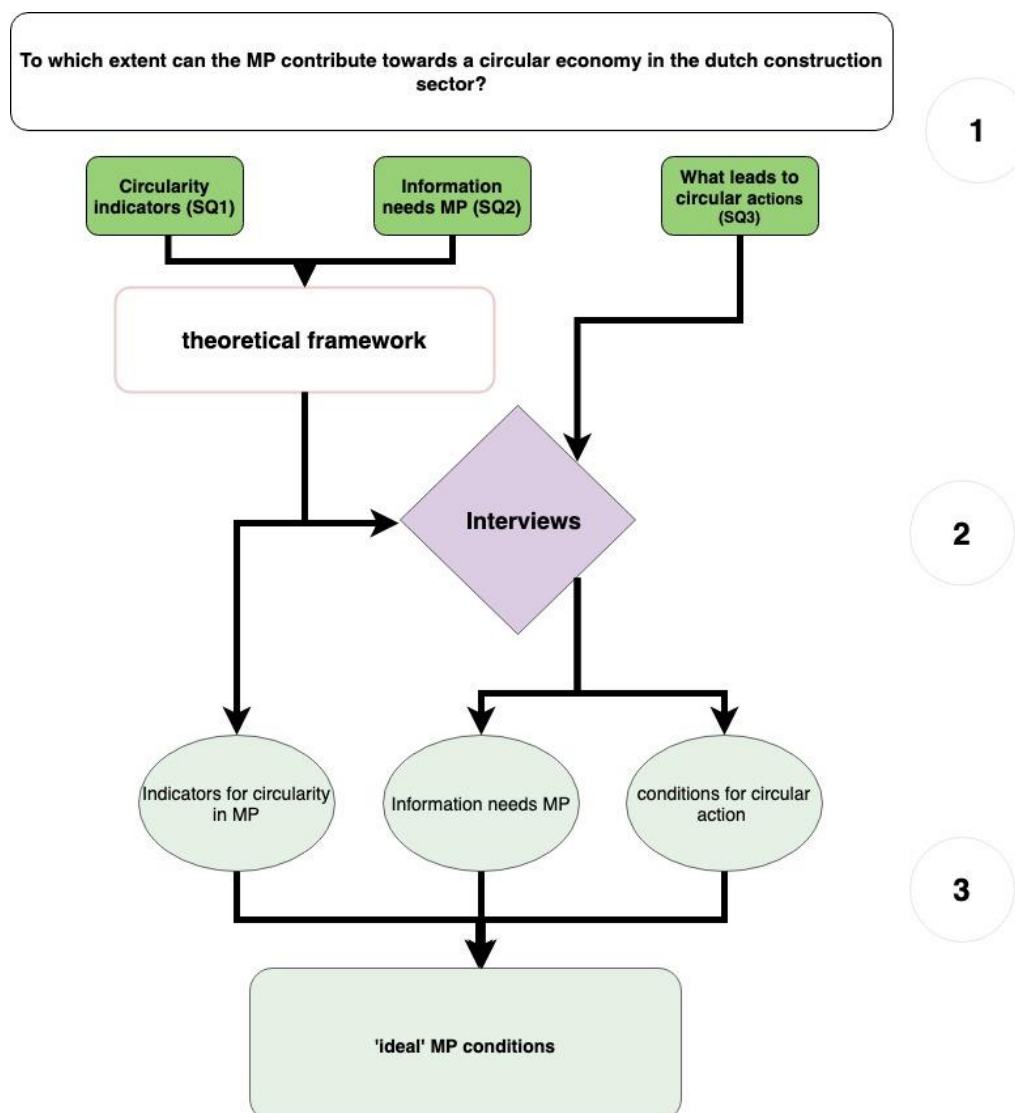 To which extent can the MP contribute towards a circular economy in the dutch construction
sector?
1
Circularity
indicators (SQ1)
Information
needs MP (SQ2)
What leads to
circular actions
(SQ3)
theoretical framework
Interviews
2
Indicators for circularity
in MP
Information needs MP
conditions for circular
action
3
'ideal' MP conditions